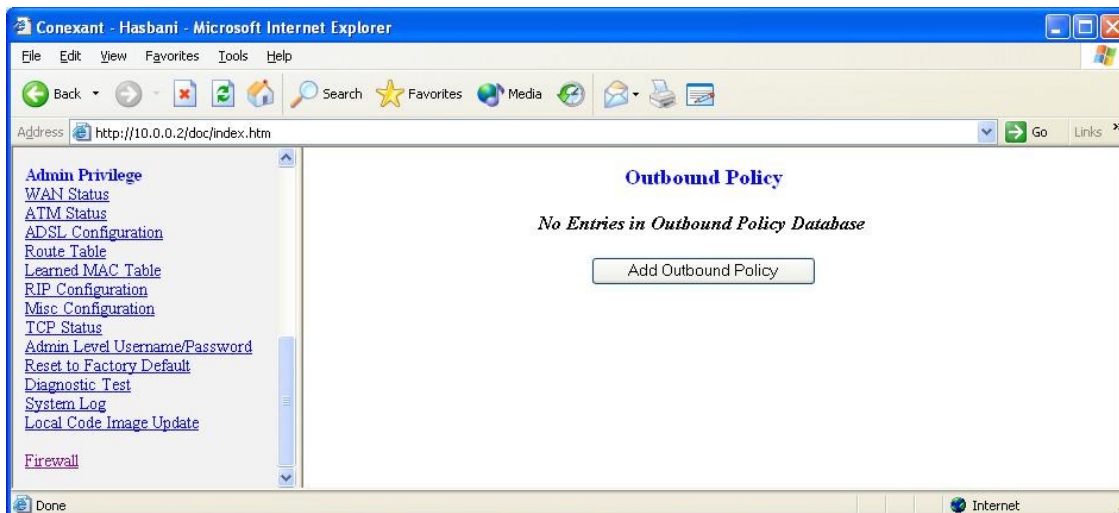 Conexant - Hasbani - Microsoft Internet Explorer
File Edit View Favorites Tools Help
Back Search Favorites Media
Address http://10.0.0.2/doc/index.htm Go Links »
Admin Privilege
WAN Status
ATM Status
ADSL Configuration
Route Table
Learned MAC Table
RIP Configuration
Misc Configuration
TCP Status
Admin Level Username/Password
Reset to Factory Default
Diagnostic Test
System Log
Local Code Image Update
Firewall
Outbound Policy
No Entries in Outbound Policy Database
Add Outbound Policy
Done Internet